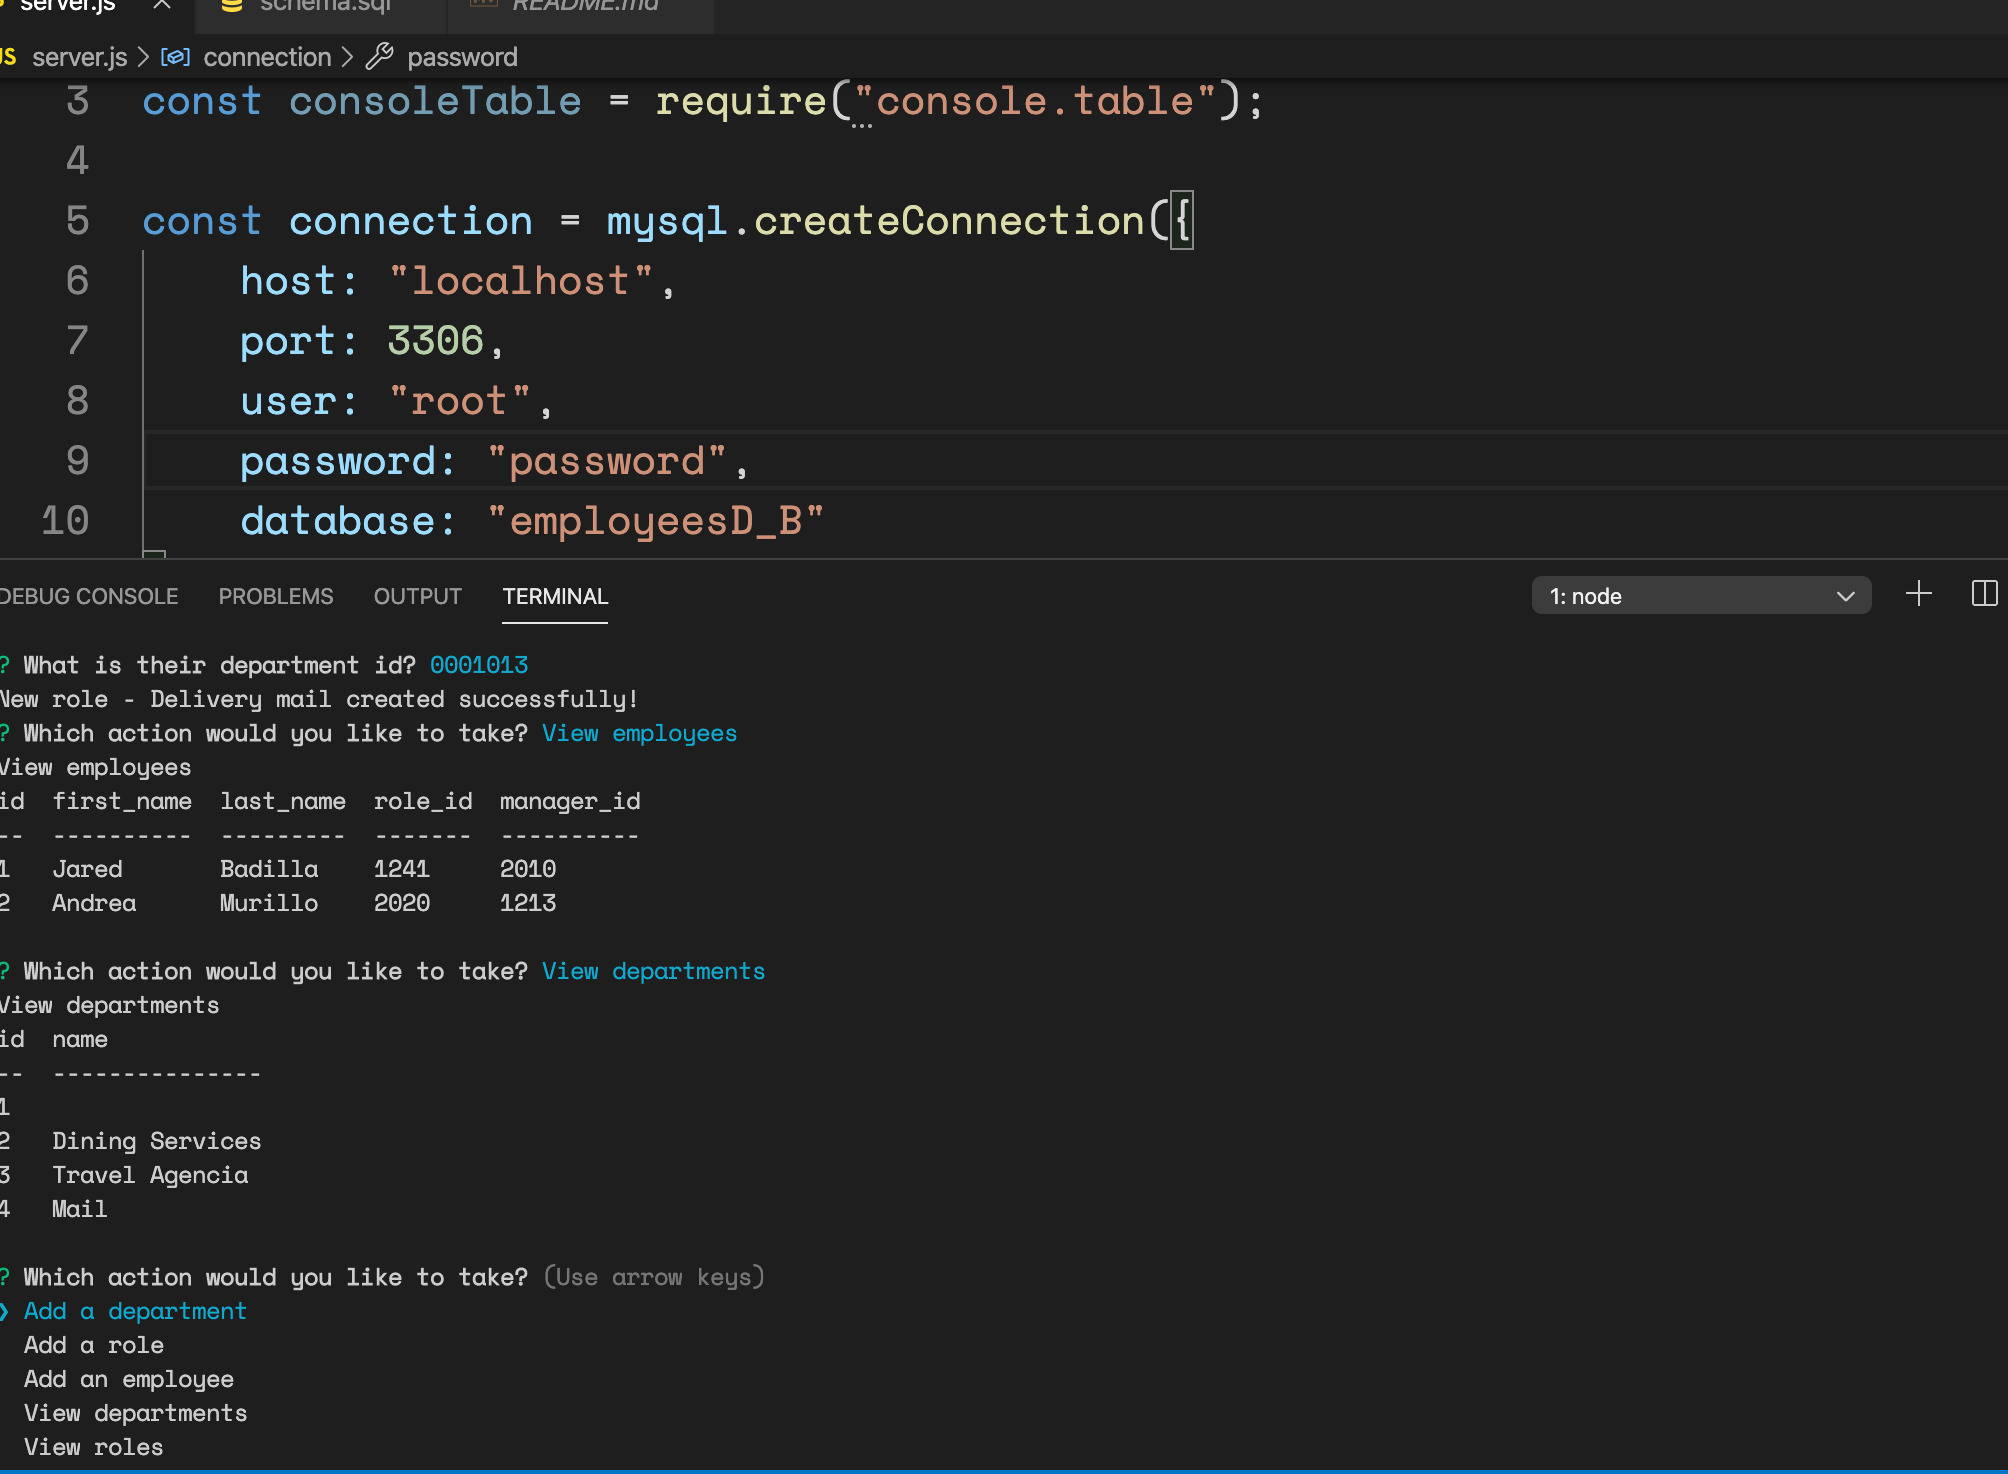 server.js schema.sql README.md
JS server.js > connection > password
3 const consoleTable = require("console.table");
4
5 const connection = mysql.createConnection({
6 host: "localhost",
7 port: 3306,
8 user: "root",
9 password: "password",
10 database: "employeesD_B"
DEBUG CONSOLE PROBLEMS OUTPUT TERMINAL 1: node
? What is their department id? 0001013
New role - Delivery mail created successfully!
? Which action would you like to take? View employees
View employees
id first_name last_name role_id manager_id
-- ---------- --------- ------- ----------
1 Jared Badilla 1241 2010
2 Andrea Murillo 2020 1213
? Which action would you like to take? View departments
View departments
id name
-- ---------------
1
2 Dining Services
3 Travel Agencia
4 Mail
? Which action would you like to take? (Use arrow keys)
❯ Add a department
Add a role
Add an employee
View departments
View roles